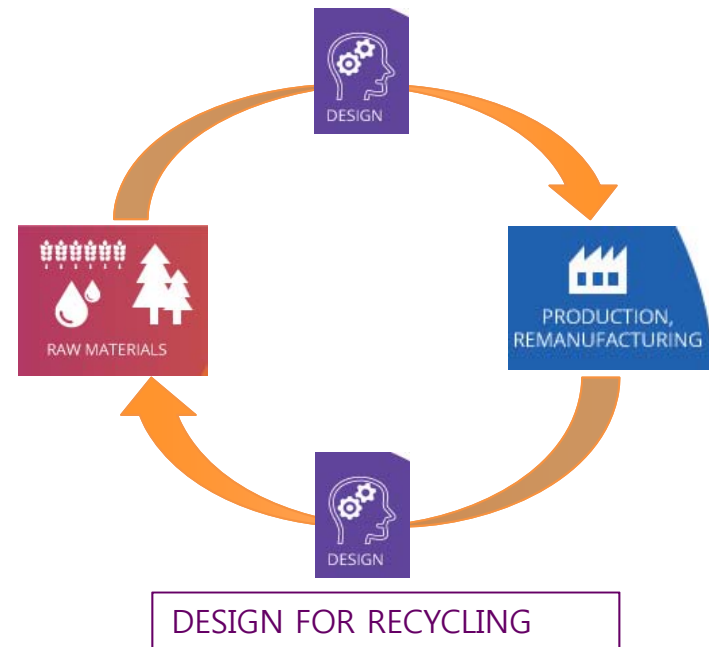 DESIGN
RAW MATERIALS
PRODUCTION,
REMANUFACTURING
DESIGN
DESIGN FOR RECYCLING